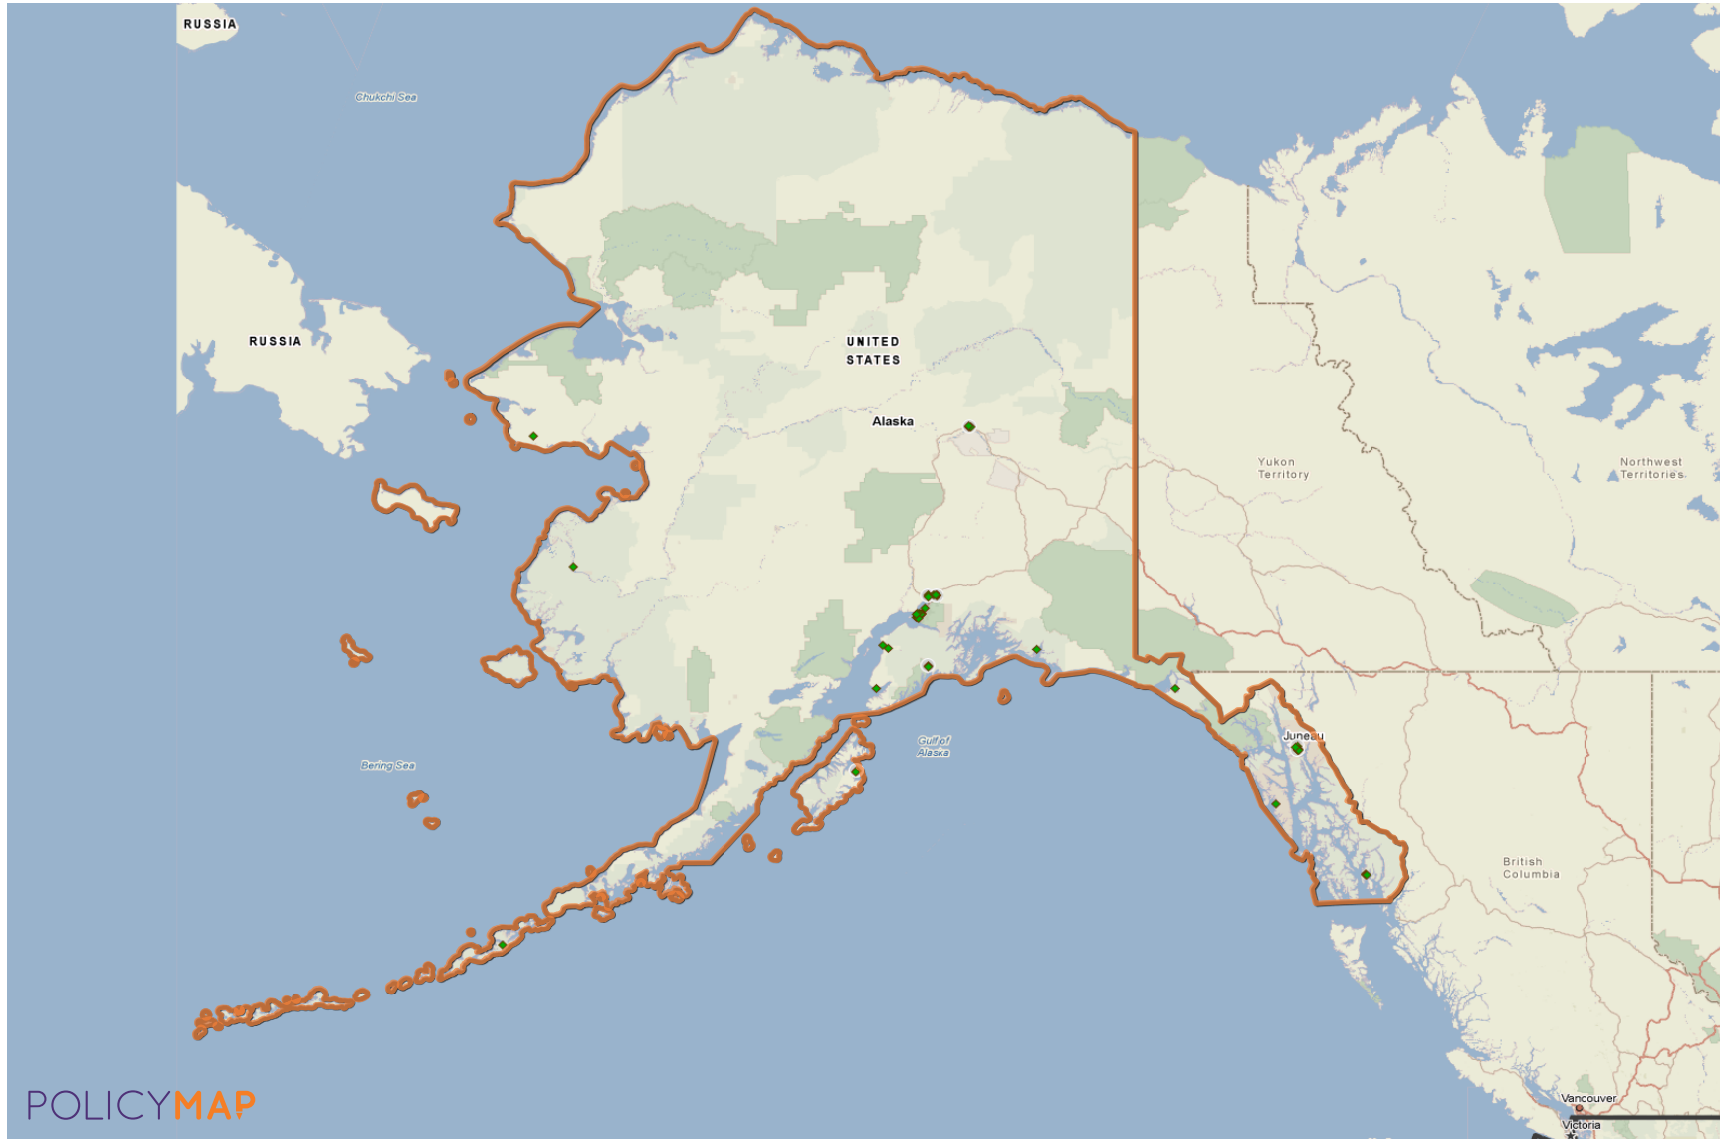 RUSSIA
Chukchi Sea
RUSSIA
UNITED
STATES
Alaska
Yukon
Territory
Northwest
Territories
Juneau
Gulf of
Alaska
Bering Sea
British
Columbia
POLICYMAP
Vancouver
Victoria